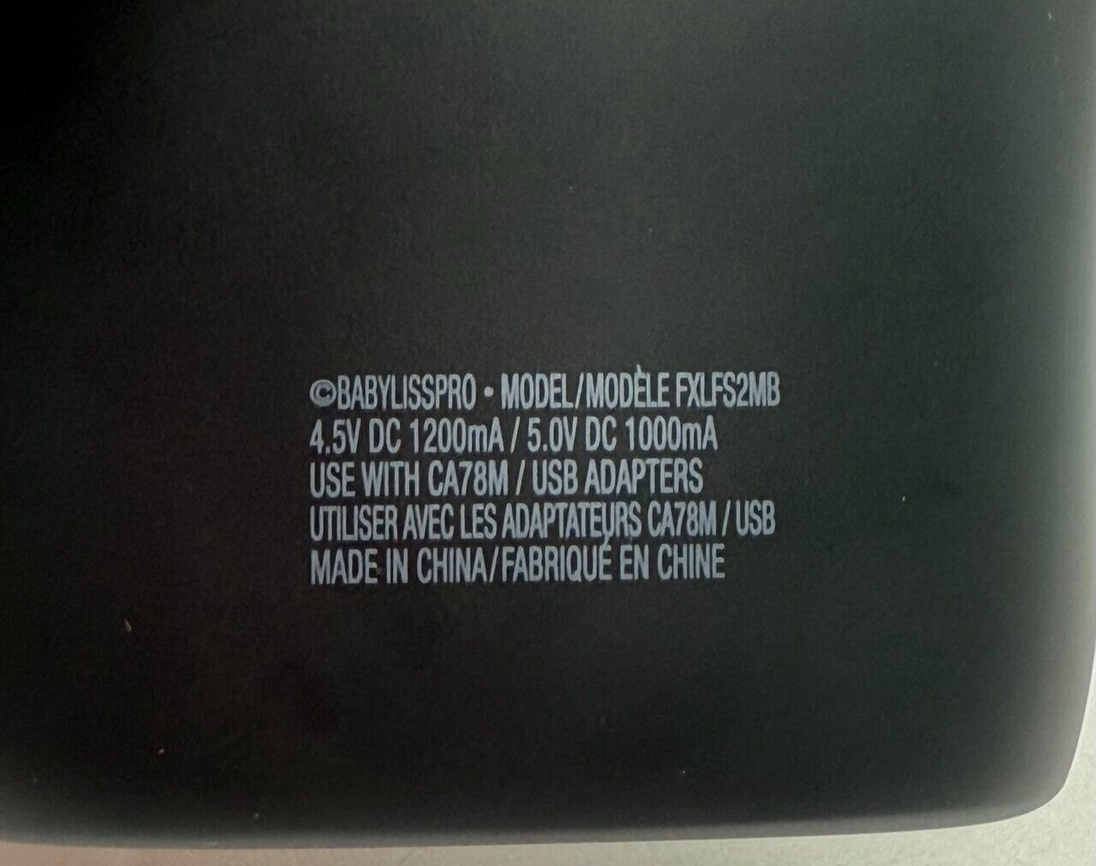 ©BABYLISSPRO • MODEL/MODÈLE FXLFS2MB
4.5V DC 1200mA / 5.0V DC 1000mA
USE WITH CA78M / USB ADAPTERS
UTILISER AVEC LES ADAPTATEURS CA78M / USB
MADE IN CHINA/FABRIQUÉ EN CHINE